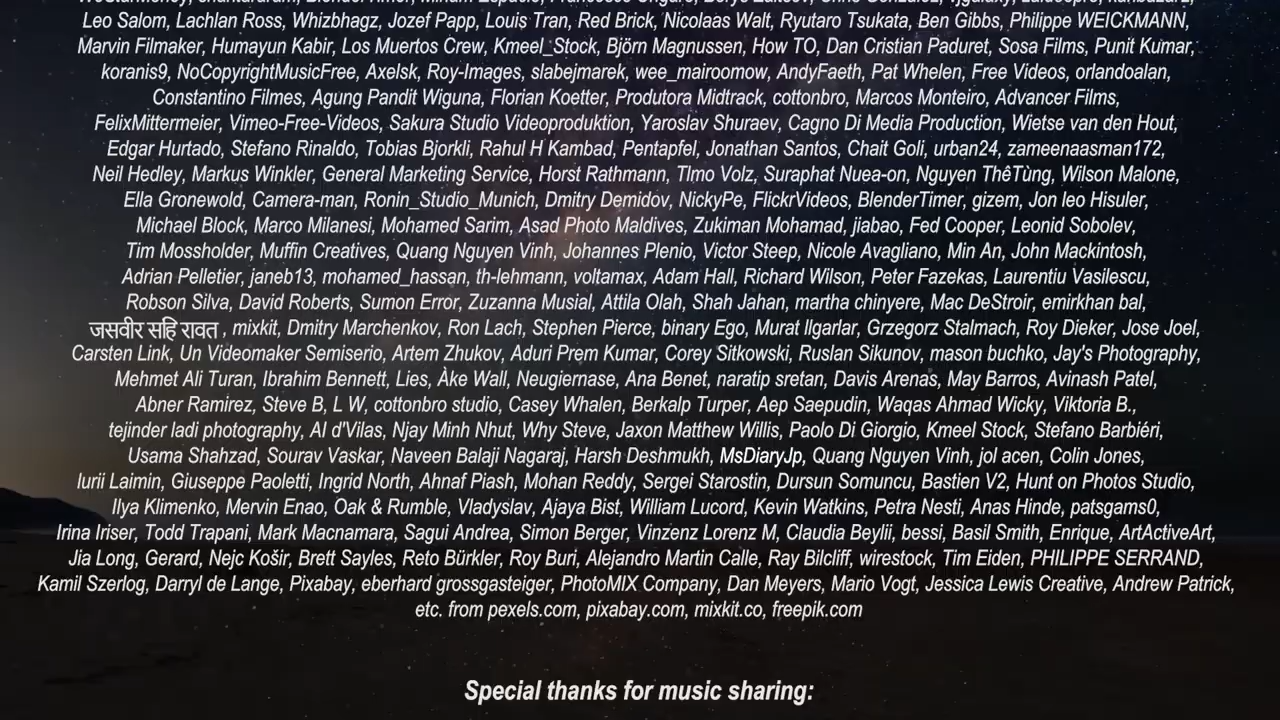 Leo Salom, Lachlan Ross, Whizbhagz, Jozef Papp, Louis Tran, Red Brick, Nicolaas Walt, Ryutaro Tsukata, Ben Gibbs, Philippe WEICKMANN,
Marvin Filmaker, Humayun Kabir, Los Muertos Crew, Kmeel_Stock, Björn Magnussen, How TO, Dan Cristian Paduret, Sosa Films, Punit Kumar,
koranis9, NoCopyrightMusicFree, Axelsk, Roy-Images, slabejmarek, wee_mairoomow, AndyFaeth, Pat Whelen, Free Videos, orlandoalan,
Constantino Filmes, Agung Pandit Wiguna, Florian Koetter, Produtora Midtrack, cottonbro, Marcos Monteiro, Advancer Films,
FelixMittermeier, Vimeo-Free-Videos, Sakura Studio Videoproduktion, Yaroslav Shuraev, Cagno Di Media Production, Wietse van den Hout,
Edgar Hurtado, Stefano Rinaldo, Tobias Bjorkli, Rahul H Kambad, Pentapfel, Jonathan Santos, Chait Goli, urban24, zameenaasman172,
Neil Hedley, Markus Winkler, General Marketing Service, Horst Rathmann, TImo Volz, Suraphat Nuea-on, Nguyen ThêTùng, Wilson Malone,
Ella Gronewold, Camera-man, Ronin_Studio_Munich, Dmitry Demidov, NickyPe, FlickrVideos, BlenderTimer, gizem, Jon leo Hisuler,
Michael Block, Marco Milanesi, Mohamed Sarim, Asad Photo Maldives, Zukiman Mohamad, jiabao, Fed Cooper, Leonid Sobolev,
Tim Mossholder, Muffin Creatives, Quang Nguyen Vinh, Johannes Plenio, Victor Steep, Nicole Avagliano, Min An, John Mackintosh,
Adrian Pelletier, janeb13, mohamed_hassan, th-lehmann, voltamax, Adam Hall, Richard Wilson, Peter Fazekas, Laurentiu Vasilescu,
Robson Silva, David Roberts, Sumon Error, Zuzanna Musial, Attila Olah, Shah Jahan, martha chinyere, Mac DeStroir, emirkhan bal,
जसवीर सहि रावत , mixkit, Dmitry Marchenkov, Ron Lach, Stephen Pierce, binary Ego, Murat Ilgarlar, Grzegorz Stalmach, Roy Dieker, Jose Joel,
Carsten Link, Un Videomaker Semiserio, Artem Zhukov, Aduri Prem Kumar, Corey Sitkowski, Ruslan Sikunov, mason buchko, Jay's Photography,
Mehmet Ali Turan, Ibrahim Bennett, Lies, Àke Wall, Neugiernase, Ana Benet, naratip sretan, Davis Arenas, May Barros, Avinash Patel,
Abner Ramirez, Steve B, L W, cottonbro studio, Casey Whalen, Berkalp Turper, Aep Saepudin, Waqas Ahmad Wicky, Viktoria B.,
tejinder ladi photography, Al d'Vilas, Njay Minh Nhut, Why Steve, Jaxon Matthew Willis, Paolo Di Giorgio, Kmeel Stock, Stefano Barbiéri,
Usama Shahzad, Sourav Vaskar, Naveen Balaji Nagaraj, Harsh Deshmukh, MsDiaryJp, Quang Nguyen Vinh, jol acen, Colin Jones,
Iurii Laimin, Giuseppe Paoletti, Ingrid North, Ahnaf Piash, Mohan Reddy, Sergei Starostin, Dursun Somuncu, Bastien V2, Hunt on Photos Studio,
Ilya Klimenko, Mervin Enao, Oak & Rumble, Vladyslav, Ajaya Bist, William Lucord, Kevin Watkins, Petra Nesti, Anas Hinde, patsgams0,
Irina Iriser, Todd Trapani, Mark Macnamara, Sagui Andrea, Simon Berger, Vinzenz Lorenz M, Claudia Beylii, bessi, Basil Smith, Enrique, ArtActiveArt,
Jia Long, Gerard, Nejc Košir, Brett Sayles, Reto Bürkler, Roy Buri, Alejandro Martin Calle, Ray Bilcliff, wirestock, Tim Eiden, PHILIPPE SERRAND,
Kamil Szerlog, Darryl de Lange, Pixabay, eberhard grossgasteiger, PhotoMIX Company, Dan Meyers, Mario Vogt, Jessica Lewis Creative, Andrew Patrick,
etc. from pexels.com, pixabay.com, mixkit.co, freepik.com
Special thanks for music sharing: